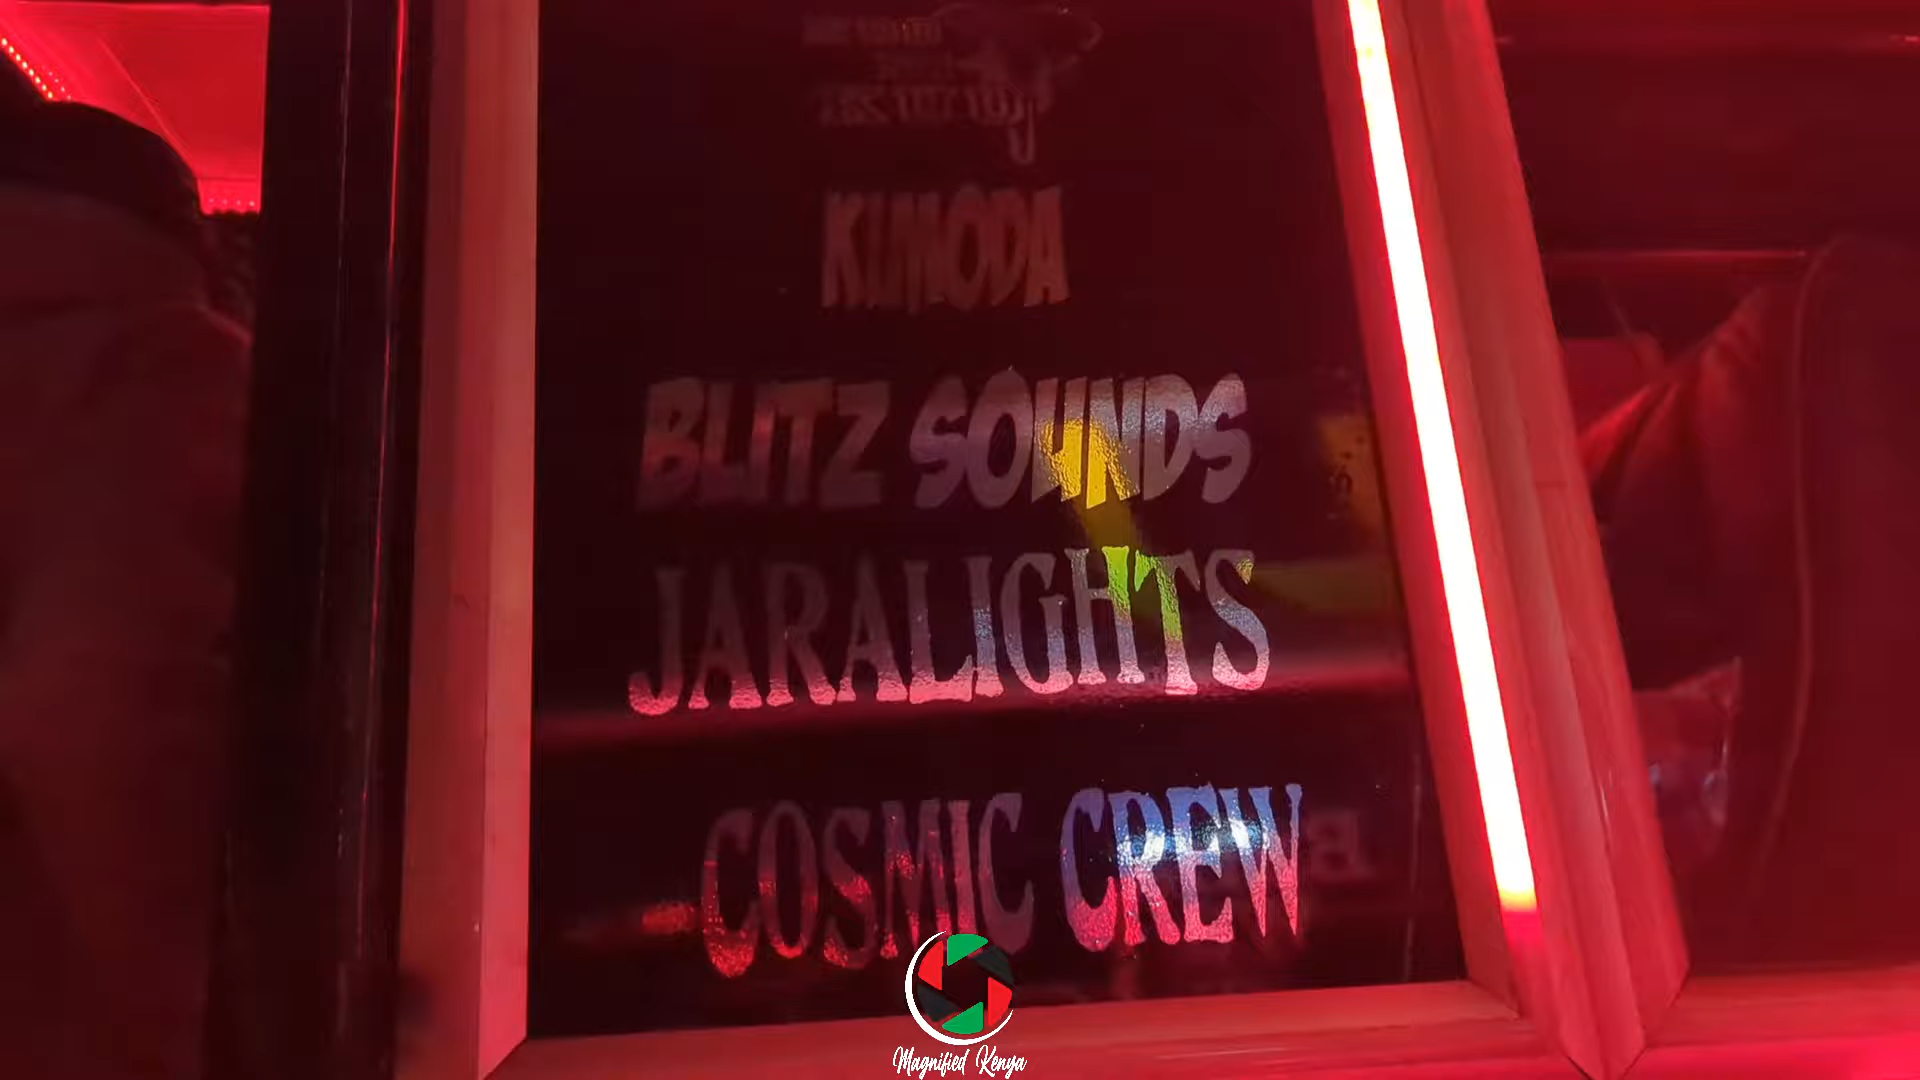 KIMODA
BLITZ SOUNDS
JARALIGHTS
COSMIC CREW
Magnified Kenya